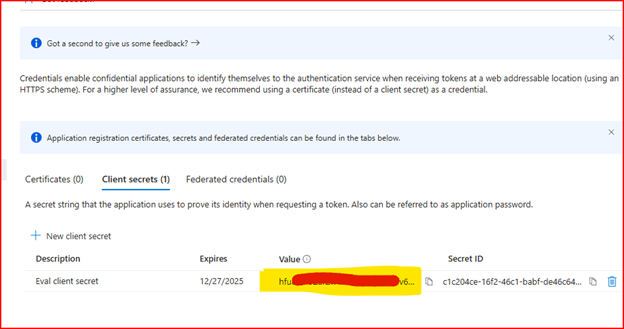 Got a second to give us some feedback? →
Credentials enable confidential applications to identify themselves to the authentication service when receiving tokens at a web addressable location (using an
HTTPS scheme). For a higher level of assurance, we recommend using a certificate (instead of a client secret) as a credential.
Application registration certificates, secrets and federated credentials can be found in the tabs below.
Certificates (0) Client secrets (1) Federated credentials (0)
A secret string that the application uses to prove its identity when requesting a token. Also can be referred to as application password.
New client secret
Description Expires Value Secret ID
Eval client secret 12/27/2025 c1c204ce-16f2-46c1-babf-de46c64...